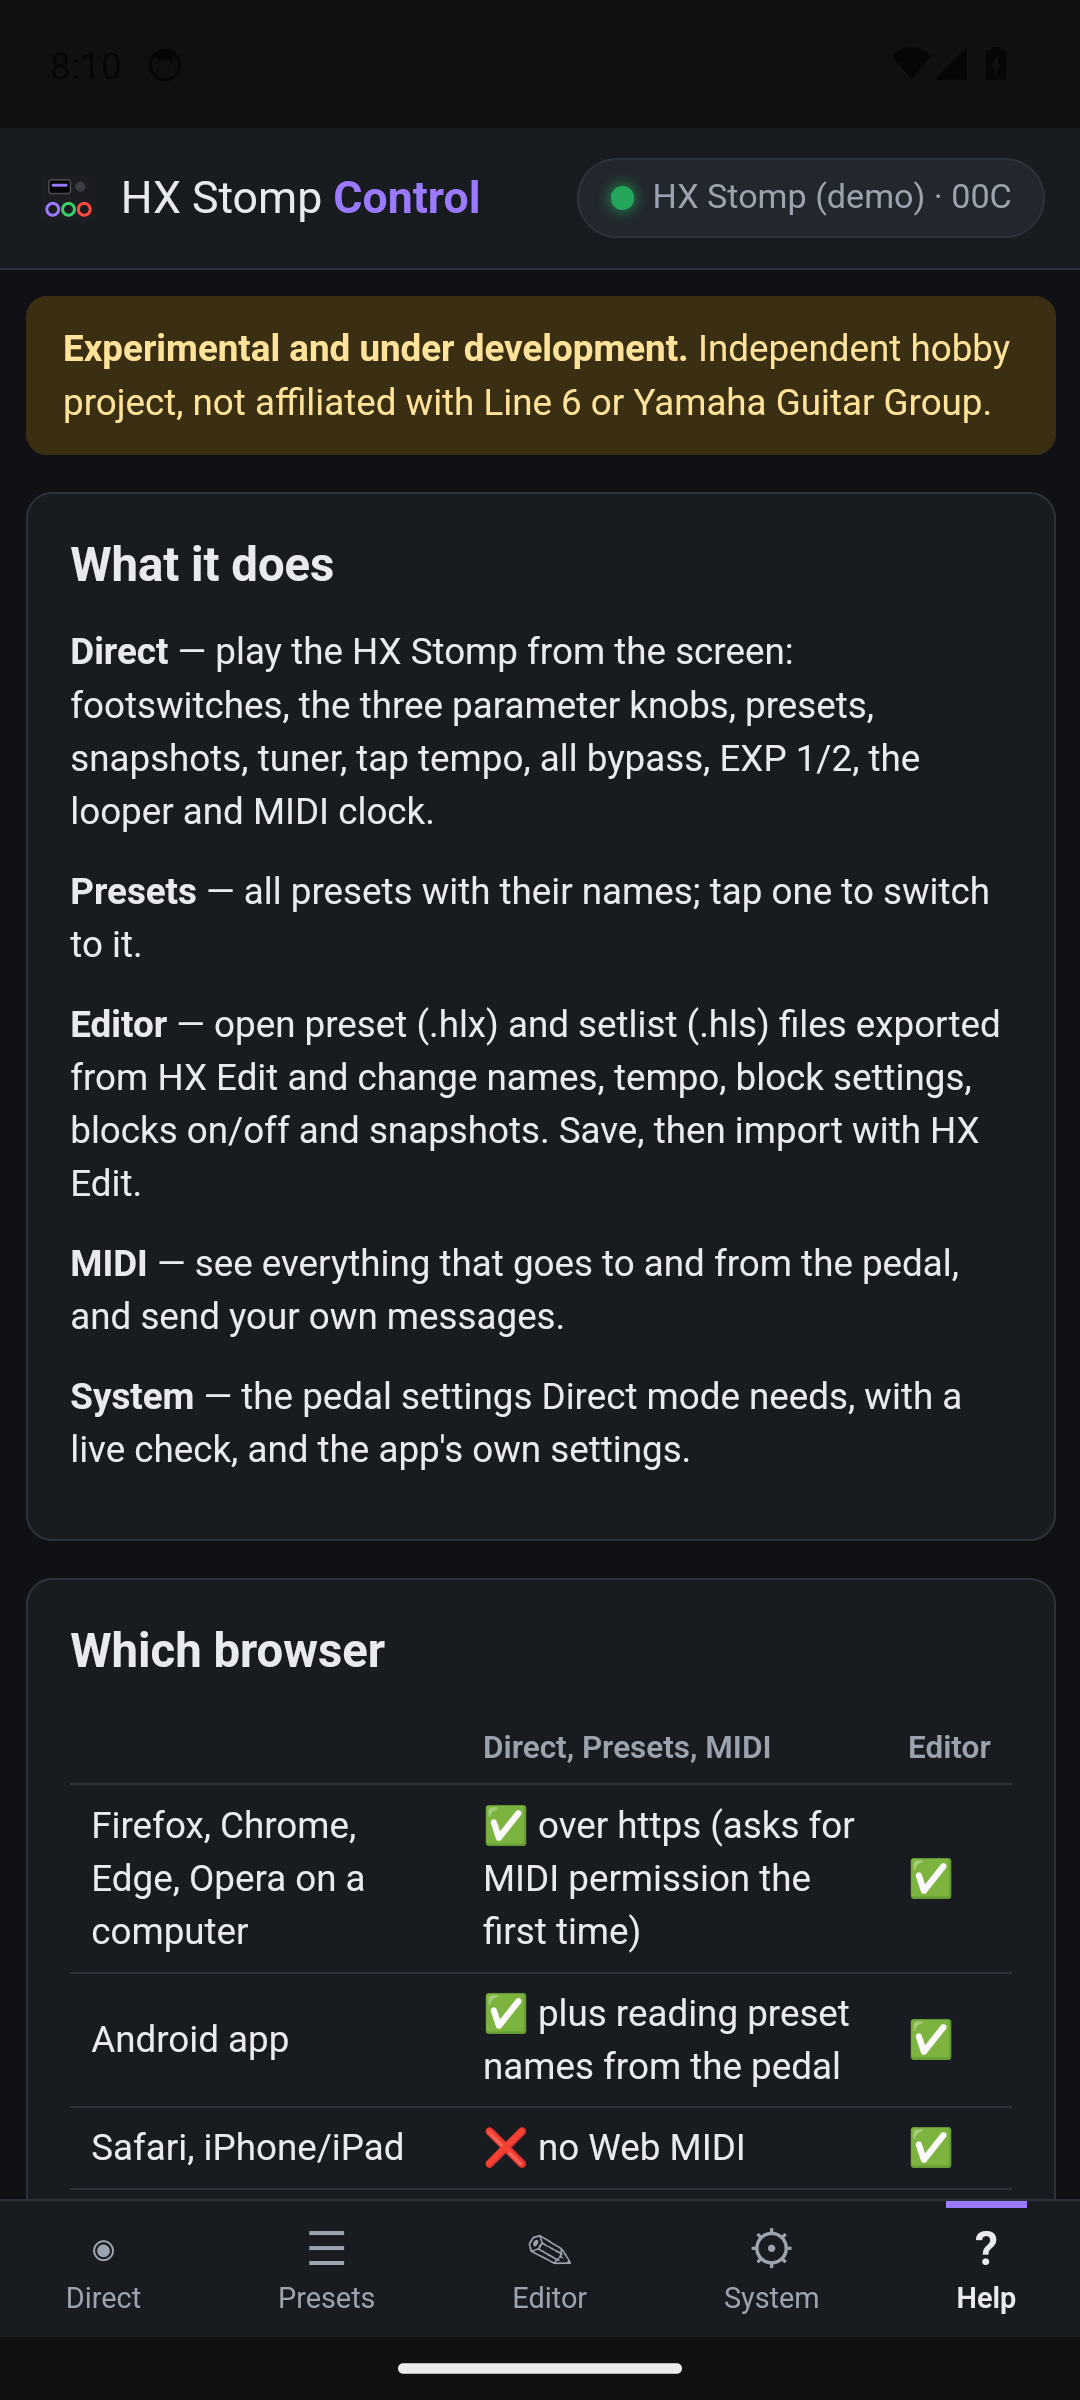 8:10
HX Stomp Control
HX Stomp (demo) · 00C
Experimental and under development. Independent hobby
project, not affiliated with Line 6 or Yamaha Guitar Group.
What it does
Direct — play the HX Stomp from the screen:
footswitches, the three parameter knobs, presets,
snapshots, tuner, tap tempo, all bypass, EXP 1/2, the
looper and MIDI clock.
Presets — all presets with their names; tap one to switch
to it.
Editor — open preset (.hlx) and setlist (.hls) files exported
from HX Edit and change names, tempo, block settings,
blocks on/off and snapshots. Save, then import with HX
Edit.
MIDI — see everything that goes to and from the pedal,
and send your own messages.
System — the pedal settings Direct mode needs, with a
live check, and the app's own settings.
Which browser
Direct, Presets, MIDI
Editor
Firefox, Chrome,
Edge, Opera on a
computer
✅ over https (asks for
MIDI permission the
first time)
✅
Android app
✅ plus reading preset
names from the pedal
✅
Safari, iPhone/iPad
❌ no Web MIDI
✅
Direct
Presets
Editor
System
?
Help